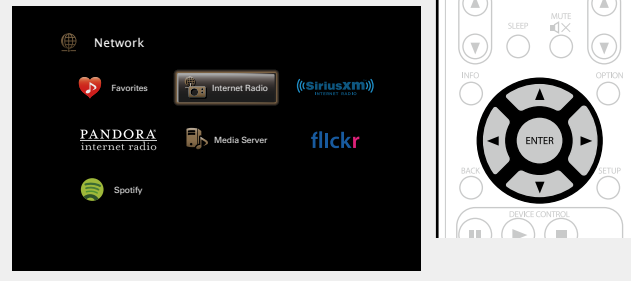 Network
Favorites
Internet Radio
((SiriusXM))
INTERNET RADIO
PANDORA
internet radio
Media Server
flickr
Spotify
SLEEP
MUTE
INFO
OPTION
ENTER
BACK
SETUP
DEVICE CONTROL